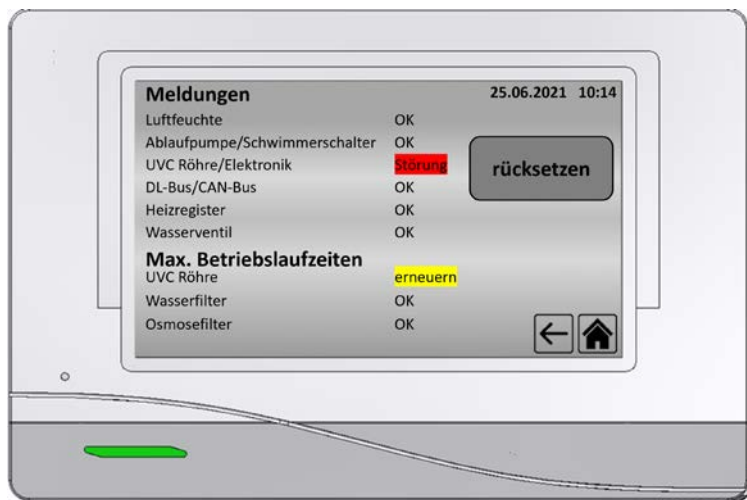 Meldungen 25.06.2021 10:14
Luftfeuchte OK
Ablaufpumpe/Schwimmerschalter OK
UVC Röhre/Elektronik Störung
rücksetzen
DL-Bus/CAN-Bus OK
Heizregister OK
Wasserventil OK
Max. Betriebslaufzeiten
UVC Röhre erneuern
Wasserfilter OK
Osmosefilter OK